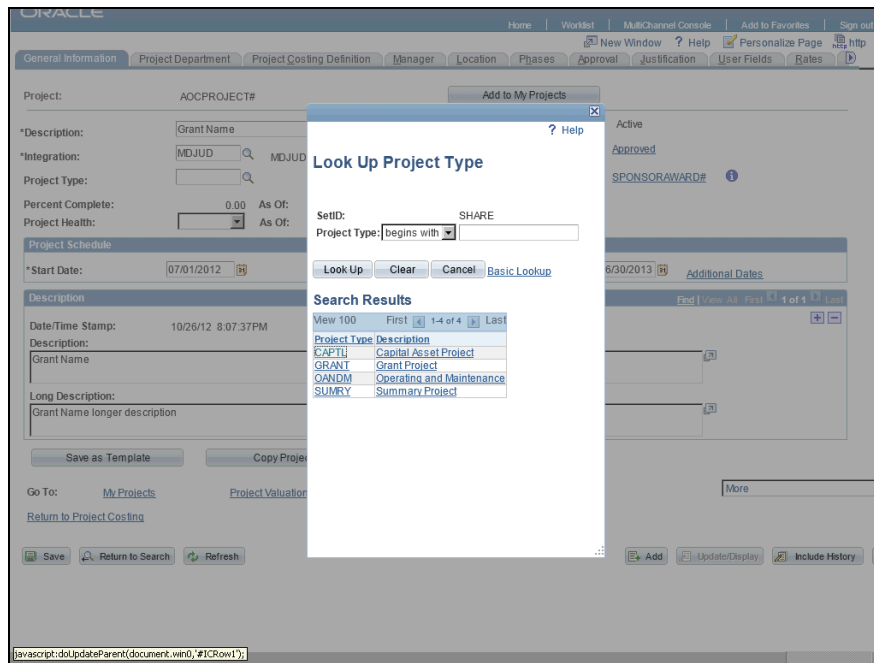 ORACLE
Home | Worklist | MultiChannel Console | Add to Favorites | Sign out
New Window ? Help Personalize Page http
General Information Project Department Project Costing Definition Manager Location Phases Approval Justification User Fields Rates
Project: AOCPROJECT# Add to My Projects
*Description: Grant Name Active
*Integration: MDJUD MDJUD Approved
Project Type: SPONSORAWARD#
Percent Complete: 0.00 As Of:
Project Health: As Of:
Project Schedule
*Start Date: 07/01/2012 6/30/2013 Additional Dates
Description Find | View All First 1 of 1 Last
Date/Time Stamp: 10/26/12 8:07:37PM
Description:
Grant Name
Long Description:
Grant Name longer description
Save as Template Copy Proje
Go To: My Projects Project Valuation More
Return to Project Costing
Save Return to Search Refresh Add Update/Display Include History
? Help
Look Up Project Type
SetID: SHARE
Project Type: begins with
Look Up Clear Cancel Basic Lookup
Search Results
View 100 First 1-4 of 4 Last
Project Type Description
CAPTL Capital Asset Project
GRANT Grant Project
OANDM Operating and Maintenance
SUMRY Summary Project
javascript:doUpdateParent(document.win0,'#ICRow1');